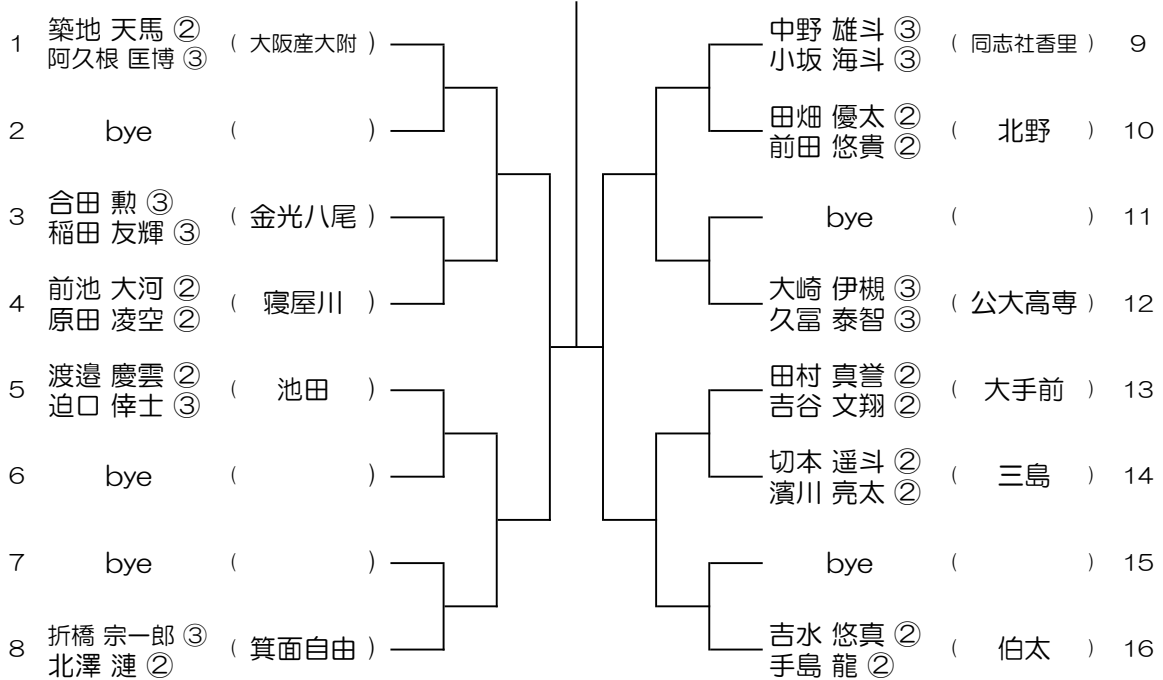 1 築地 天馬 ② ( 大阪産大附 )
阿久根 匡博 ③
2 bye ( )
3 合田 勲 ③ ( 金光八尾 )
稲田 友輝 ③
4 前池 大河 ② ( 寝屋川 )
原田 凌空 ②
5 渡邉 慶雲 ② ( 池田 )
迫口 倖士 ③
6 bye ( )
7 bye ( )
8 折橋 宗一郎 ③ ( 箕面自由 )
北澤 漣 ②
中野 雄斗 ③ ( 同志社香里 ) 9
小坂 海斗 ③
田畑 優太 ② ( 北野 ) 10
前田 悠貴 ②
bye ( ) 11
大崎 伊槻 ③ ( 公大高専 ) 12
久冨 泰智 ③
田村 真誉 ② ( 大手前 ) 13
吉谷 文翔 ②
切本 遥斗 ② ( 三島 ) 14
濱川 亮太 ②
bye ( ) 15
吉水 悠真 ② ( 伯太 ) 16
手島 龍 ②